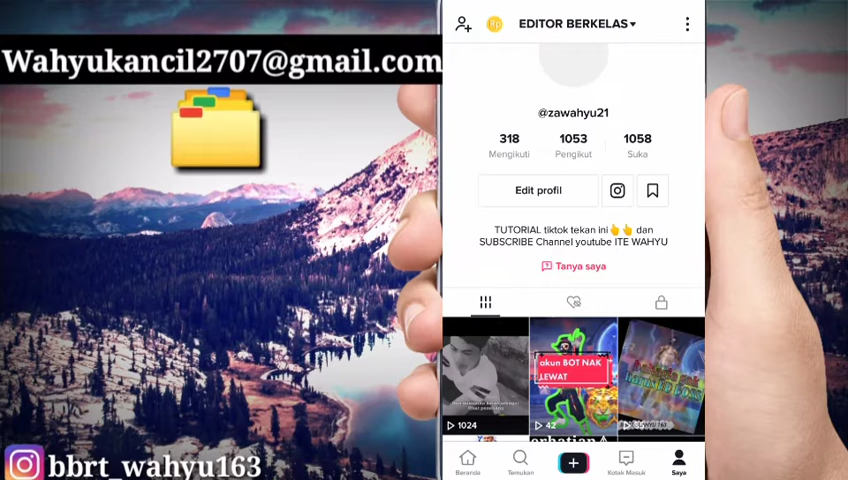 Wahyukancil2707@gmail.com
bbrt_wahyu163
EDITOR BERKELAS
@zawahyu21
318
Mengikuti
1053
Pengikut
1058
Suka
Edit profil
TUTORIAL tiktok tekan ini👆👆 dan
SUBSCRIBE Channel youtube ITE WAHYU
Tanya saya
1024
akun BOT NAK
LEWAT
42
Beranda
Temukan
Kotak Masuk
Saya